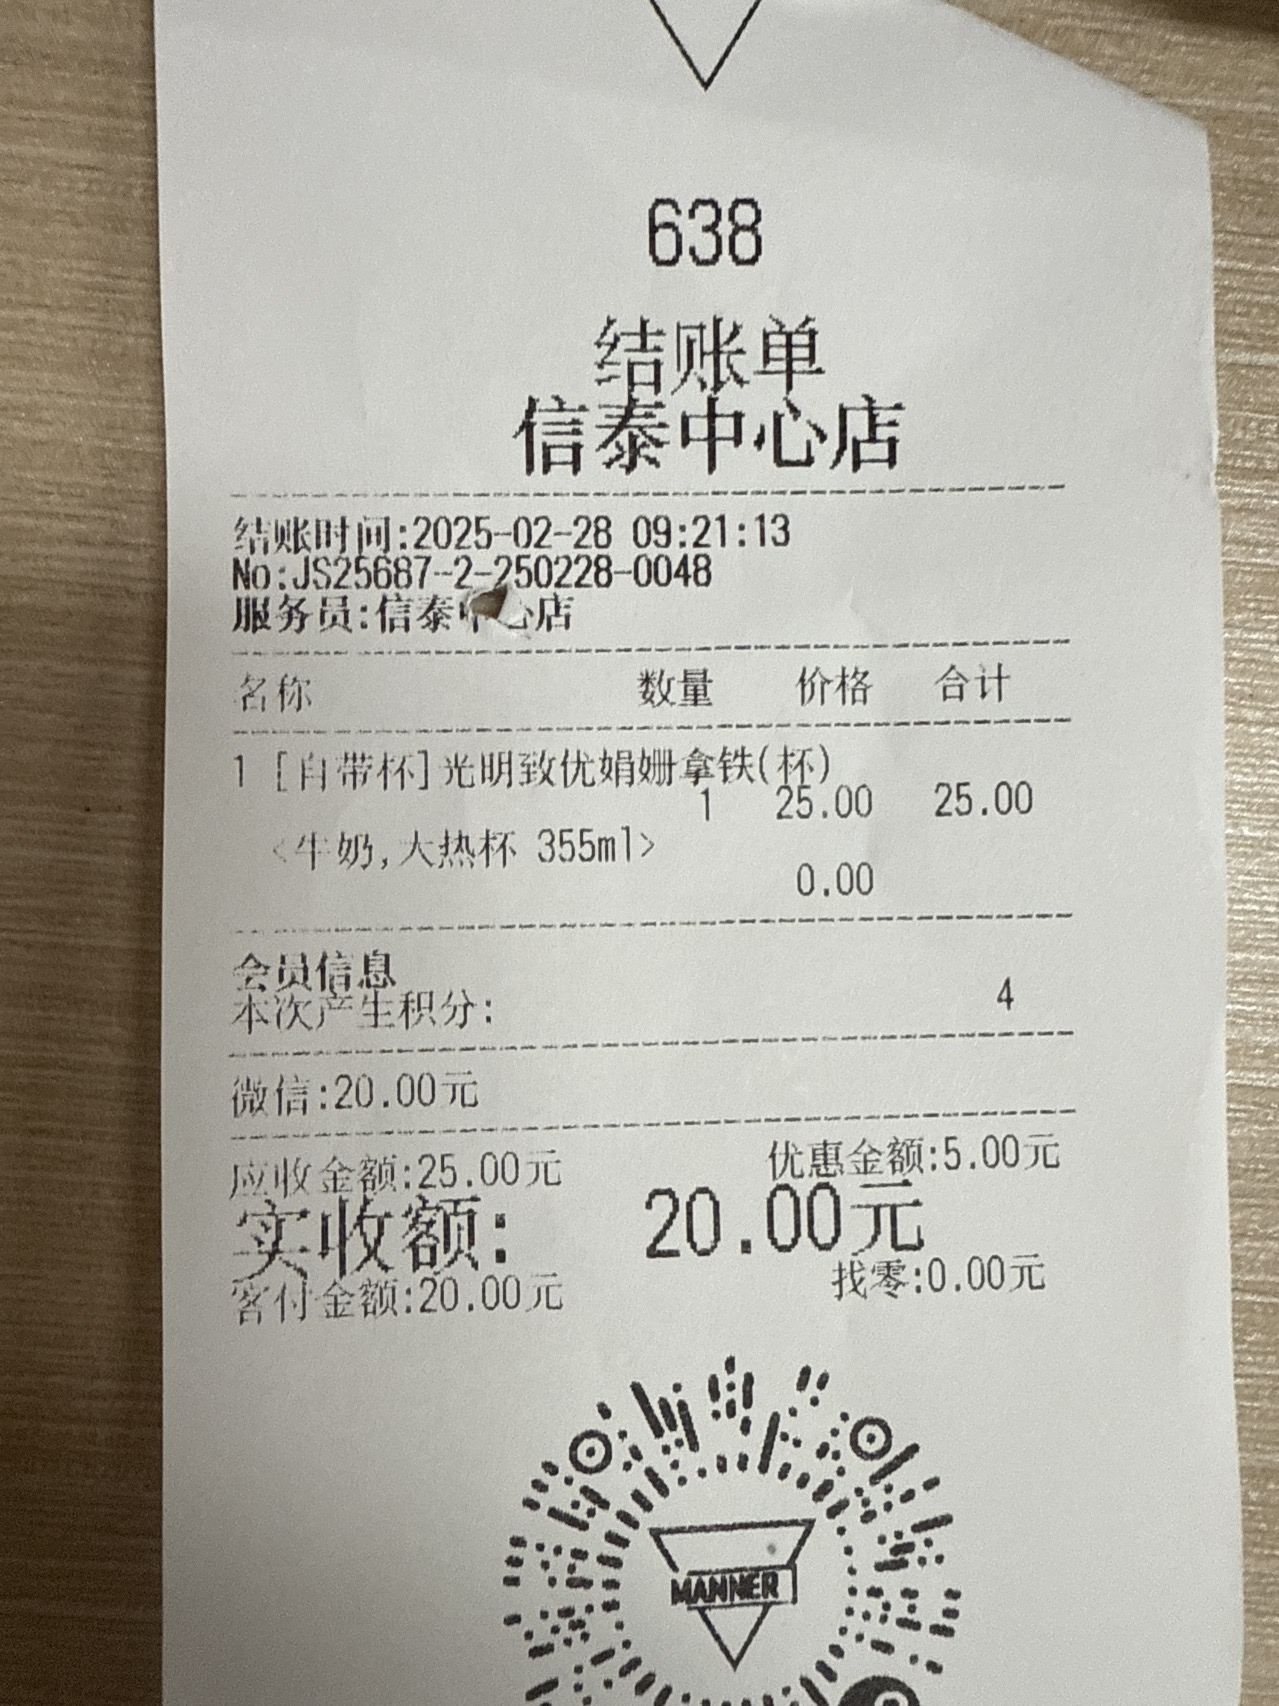 638
结账单
信泰中心店
结账时间:2025-02-28 09:21:13
No:JS25687-2-250228-0048
服务员:信泰中心店
名称 数量 价格 合计
1 [自带杯]光明致优娟姗拿铁(杯)
1 25.00 25.00
<牛奶,大热杯 355ml>
0.00
会员信息
本次产生积分: 4
微信:20.00元
应收金额:25.00元 优惠金额:5.00元
实收额: 20.00元
客付金额:20.00元 找零:0.00元
MANNER